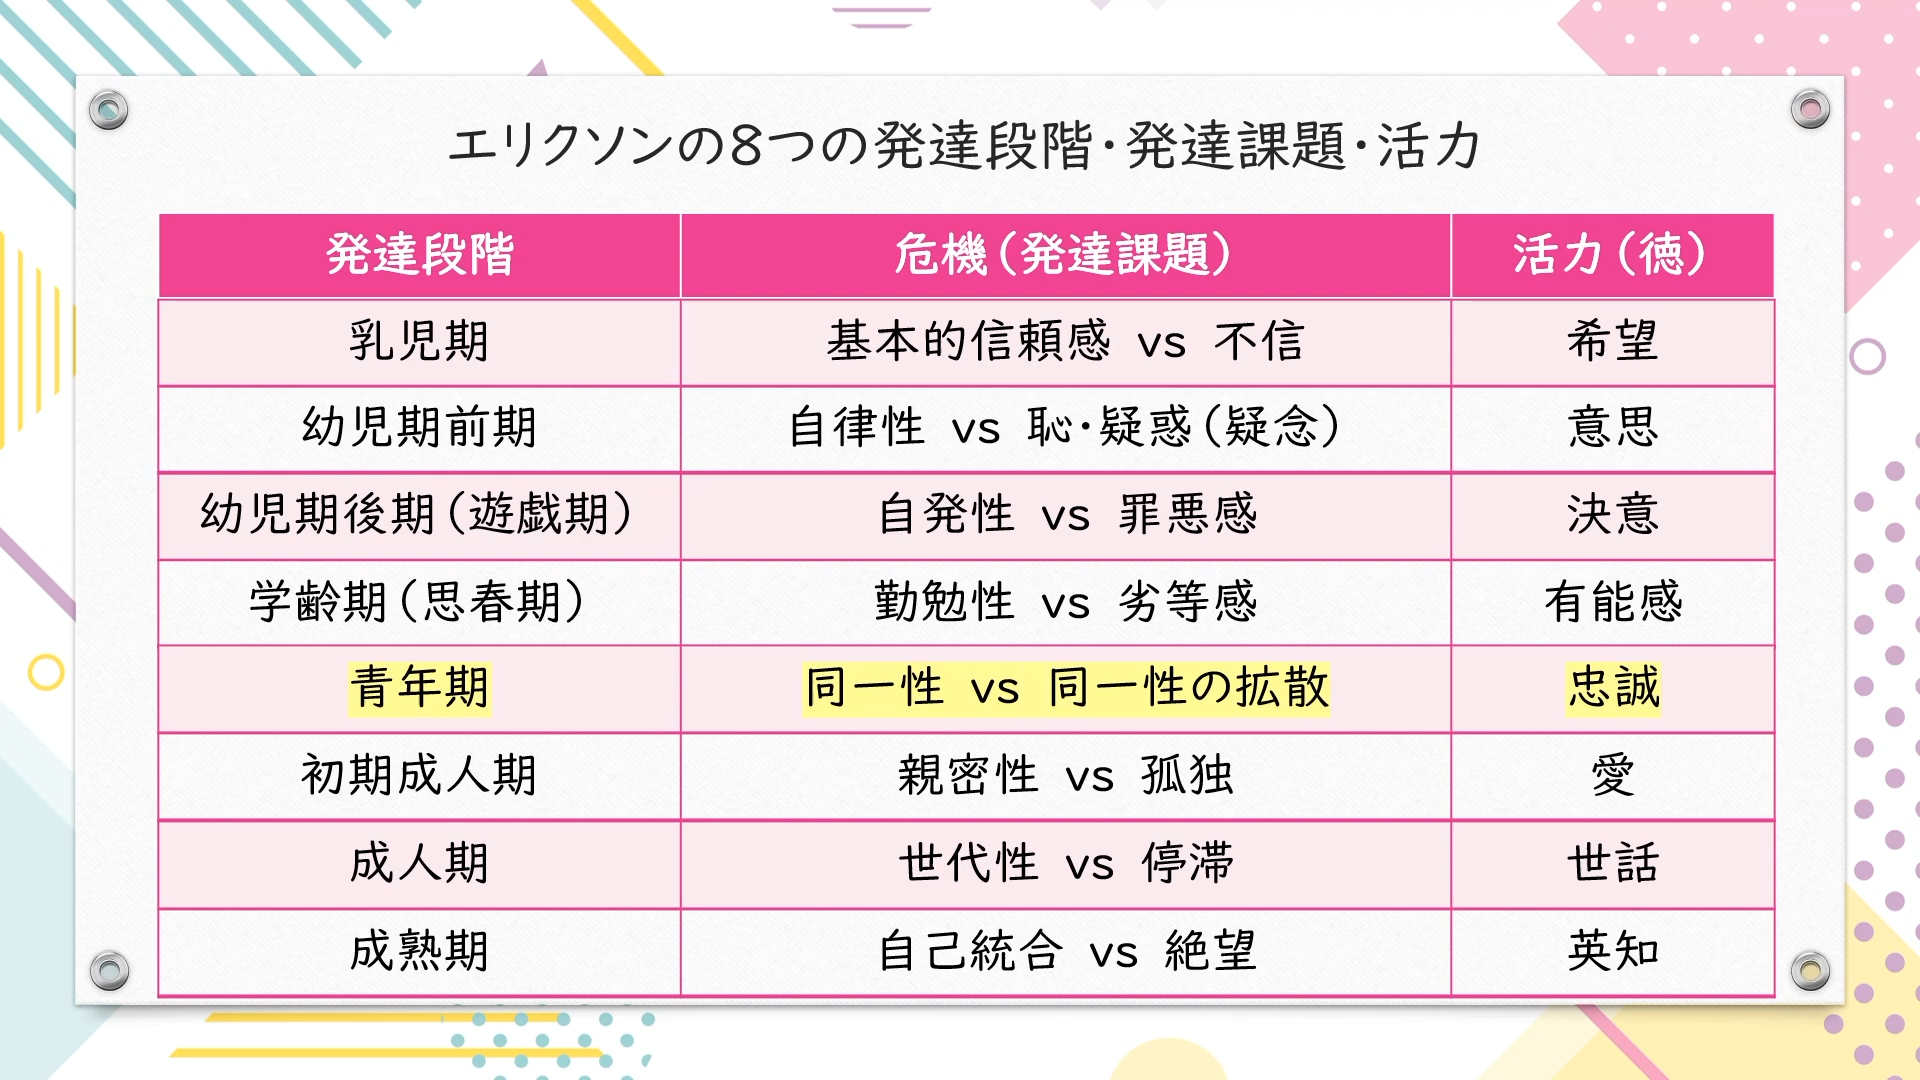 エリクソンの8つの発達段階・発達課題・活力
発達段階 危機(発達課題) 活力(徳)
乳児期 基本的信頼感 vs 不信 希望
幼児期前期 自律性 vs 恥・疑惑(疑念) 意思
幼児期後期(遊戯期) 自発性 vs 罪悪感 決意
学齢期(思春期) 勤勉性 vs 劣等感 有能感
青年期 同一性 vs 同一性の拡散 忠誠
初期成人期 親密性 vs 孤独 愛
成人期 世代性 vs 停滞 世話
成熟期 自己統合 vs 絶望 英知